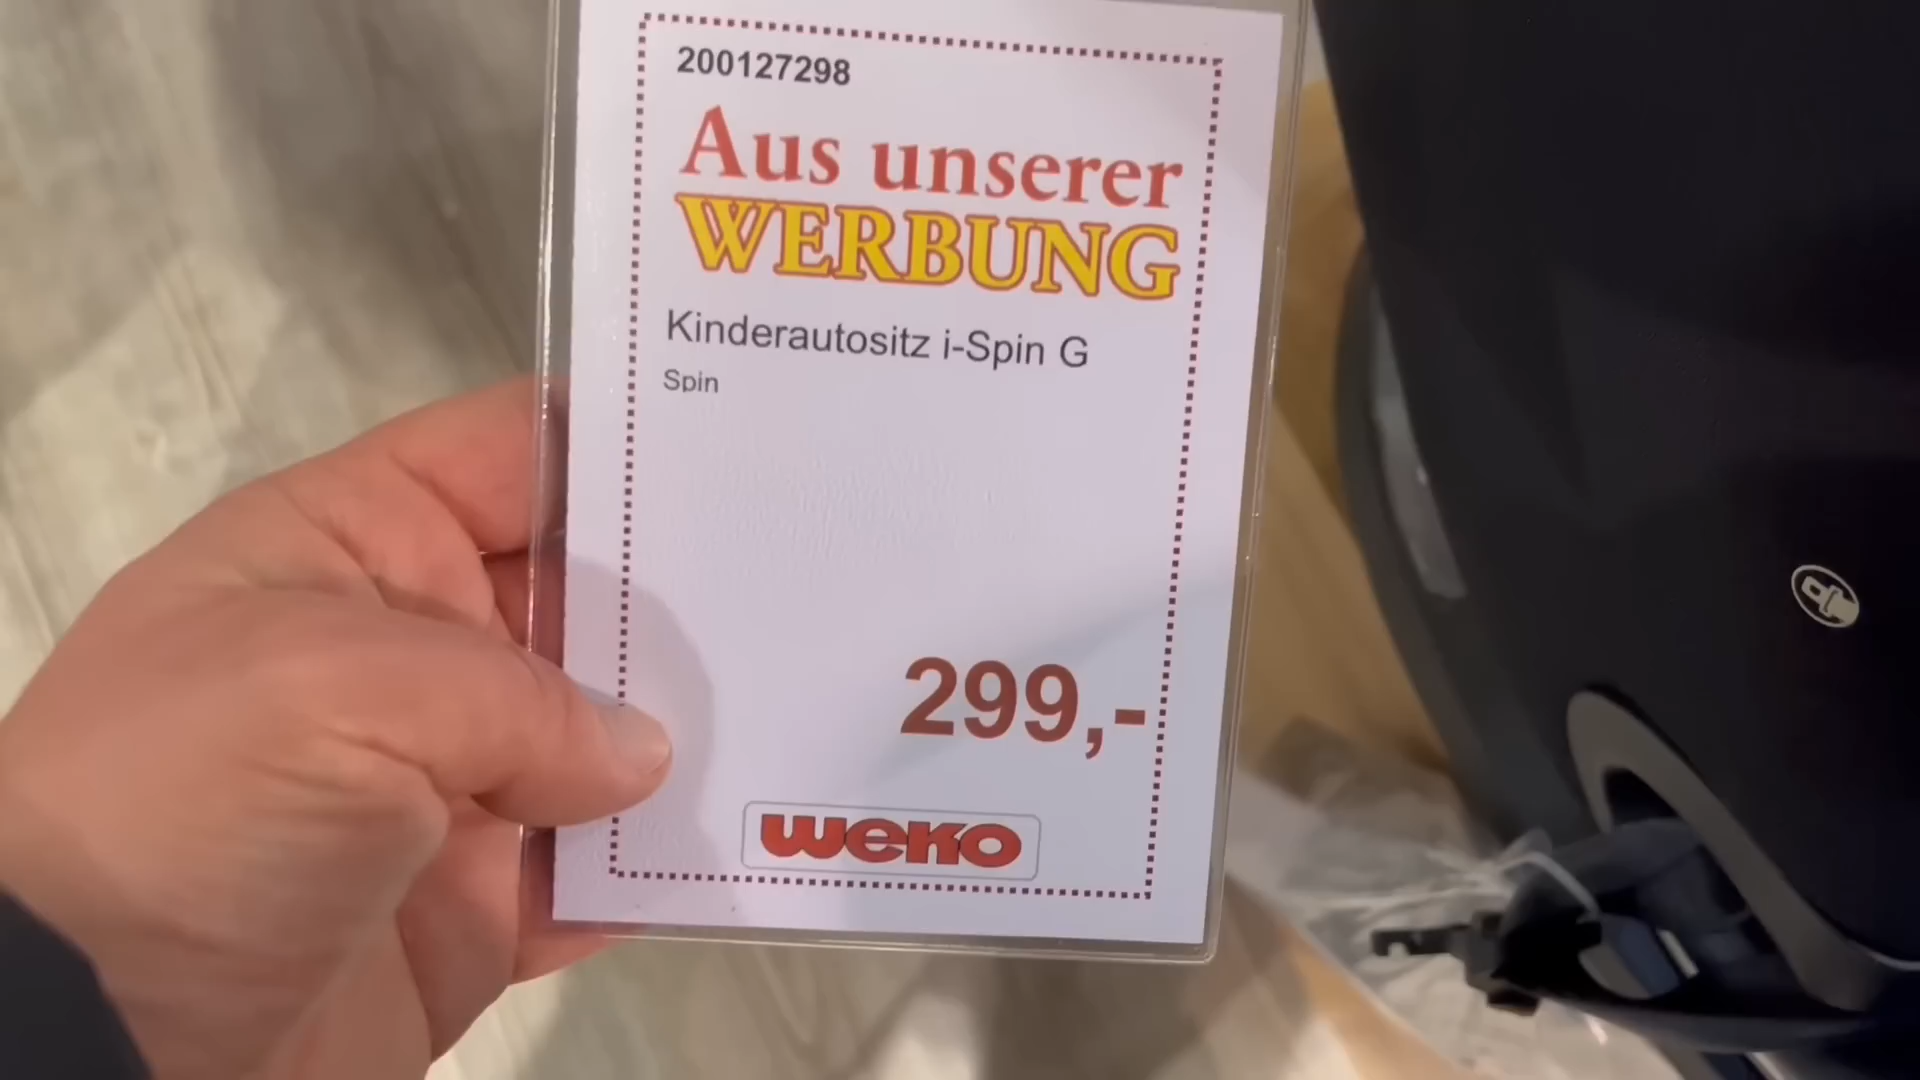 200127298
Aus unserer
WERBUNG
Kinderautositz i-Spin G
Spin
299,-
weko